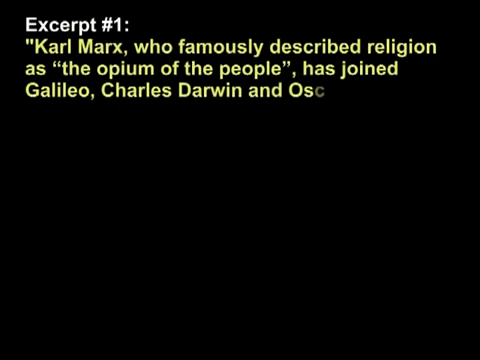 Excerpt #1:
"Karl Marx, who famously described religion
as “the opium of the people”, has joined
Galileo, Charles Darwin and Osc